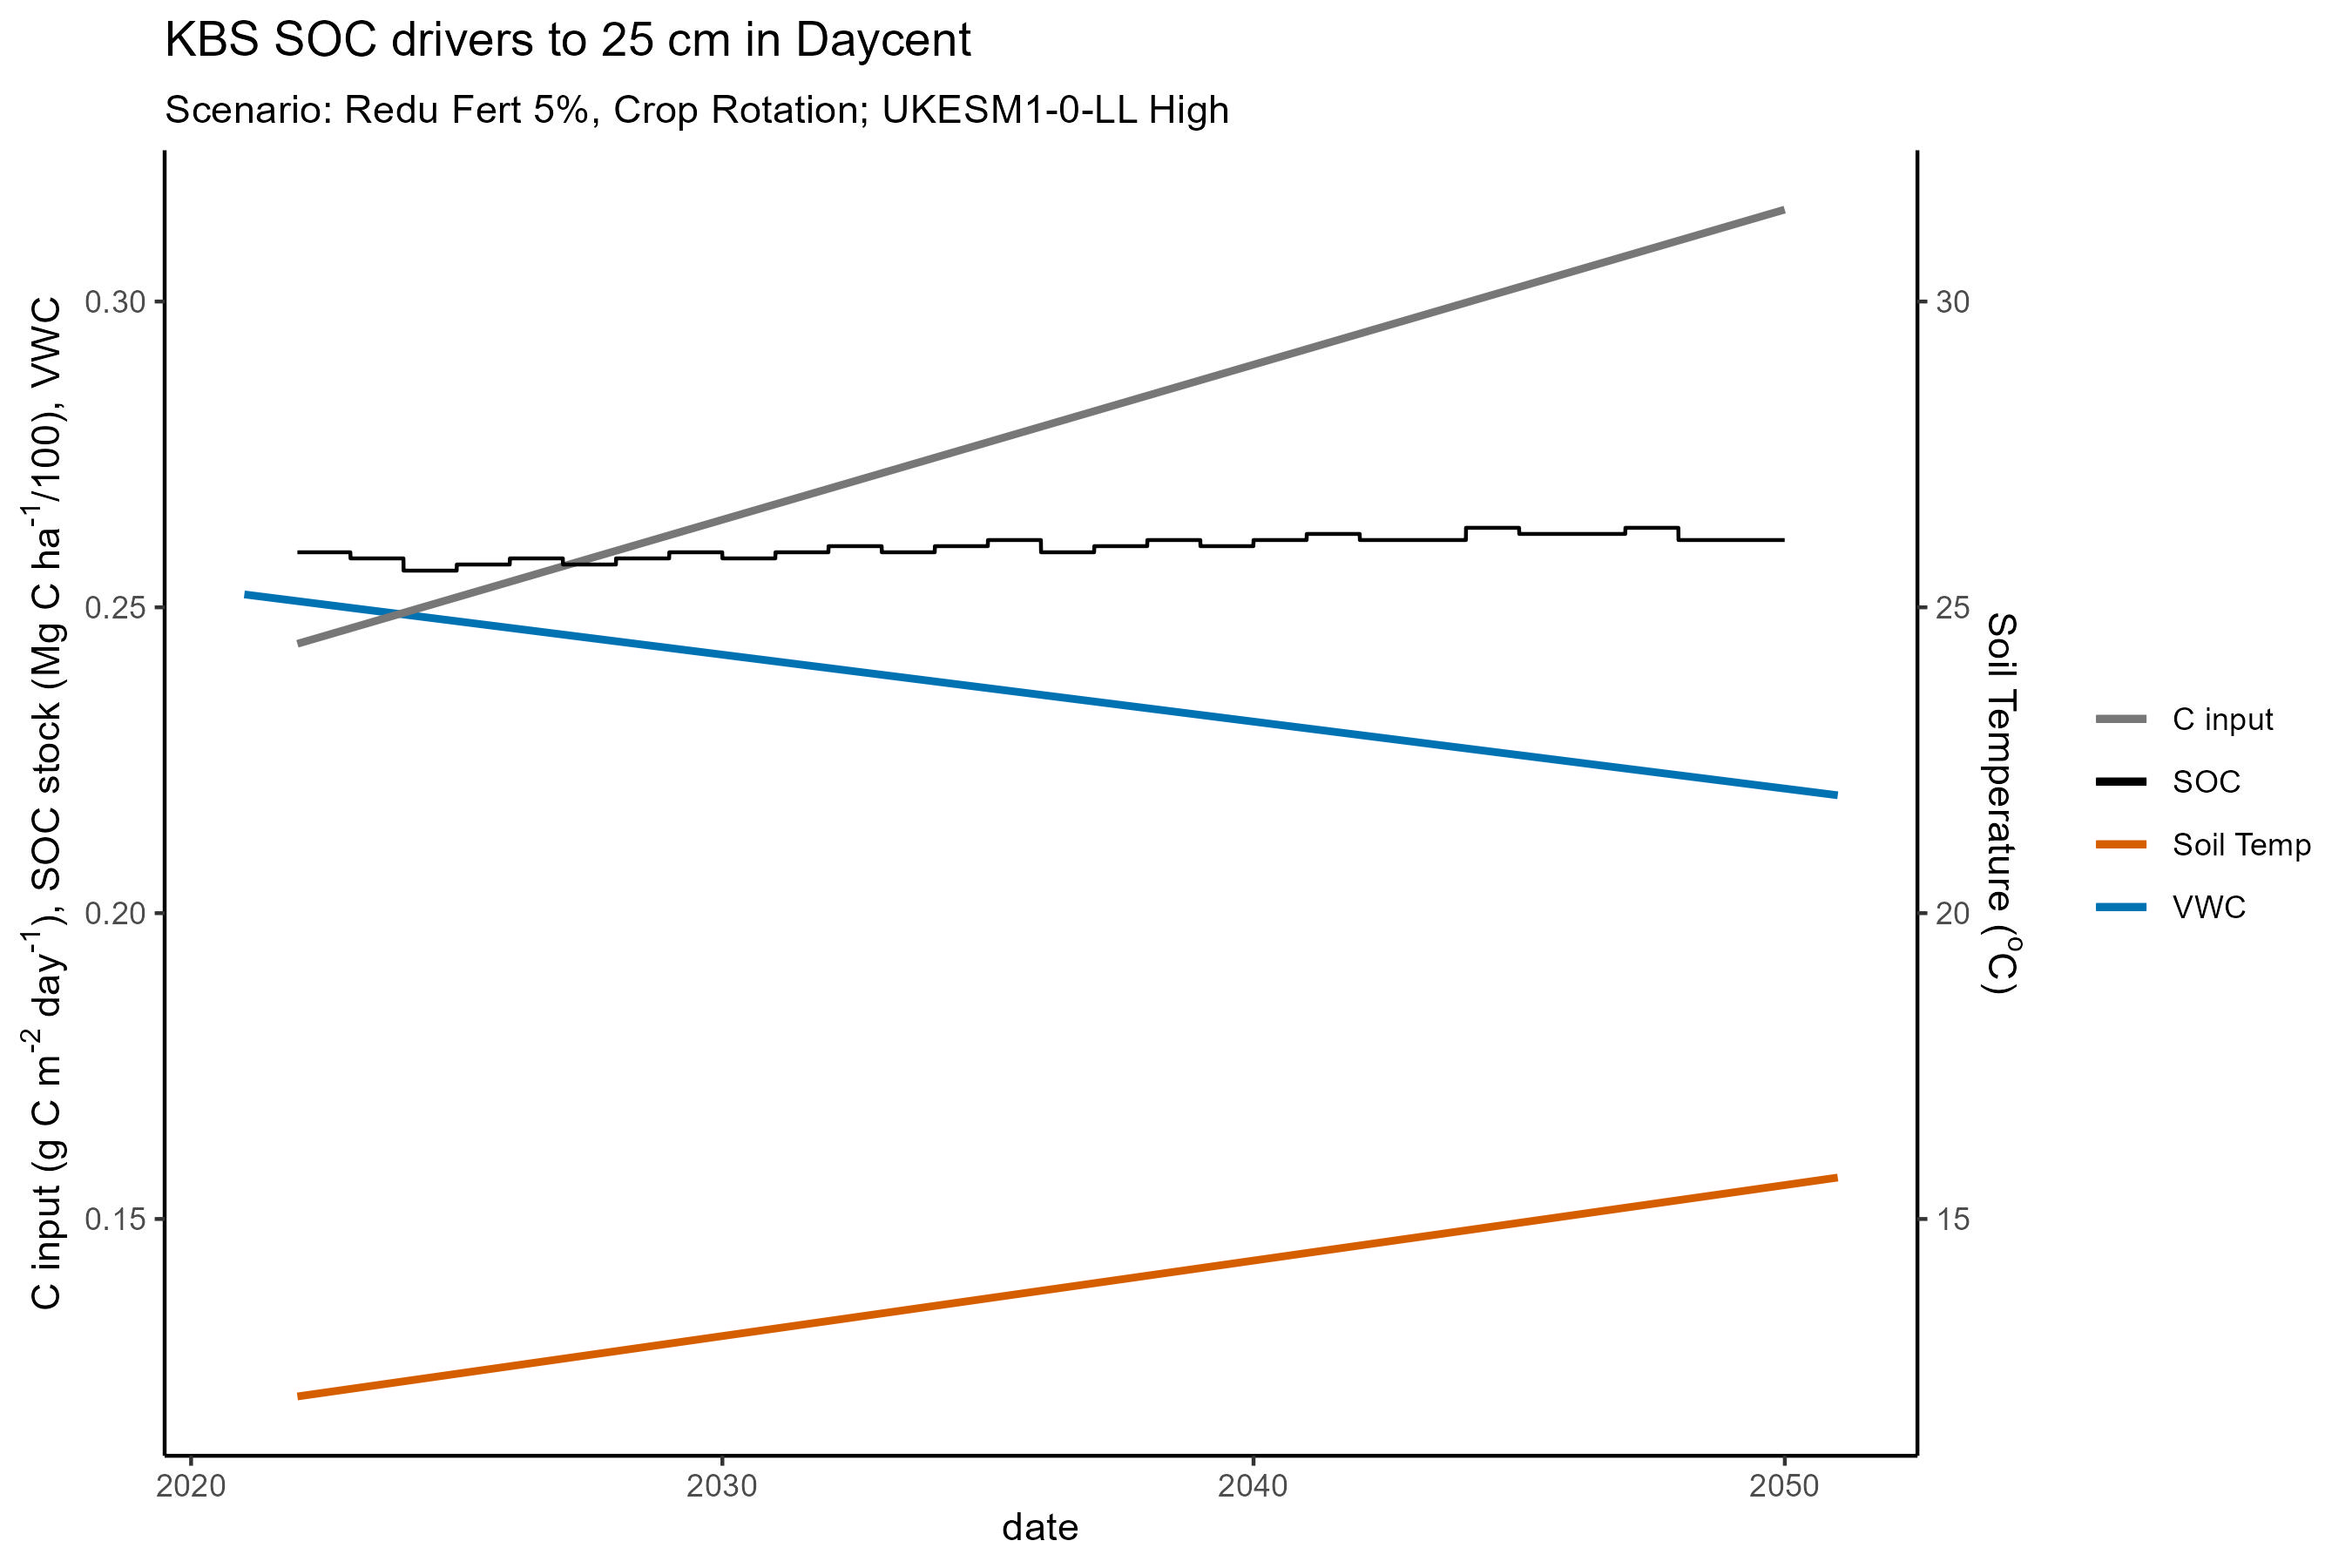 KBS SOC drivers to 25 cm in Daycent
Scenario: Redu Fert 5%, Crop Rotation; UKESM1-0-LL High
C input (g C m⁻² day⁻¹), SOC stock (Mg C ha⁻¹/100), VWC
0.30
0.25
0.20
0.15
30
25
20
15
Soil Temperature (ºC)
2020
2030
2040
2050
date
C input
SOC
Soil Temp
VWC